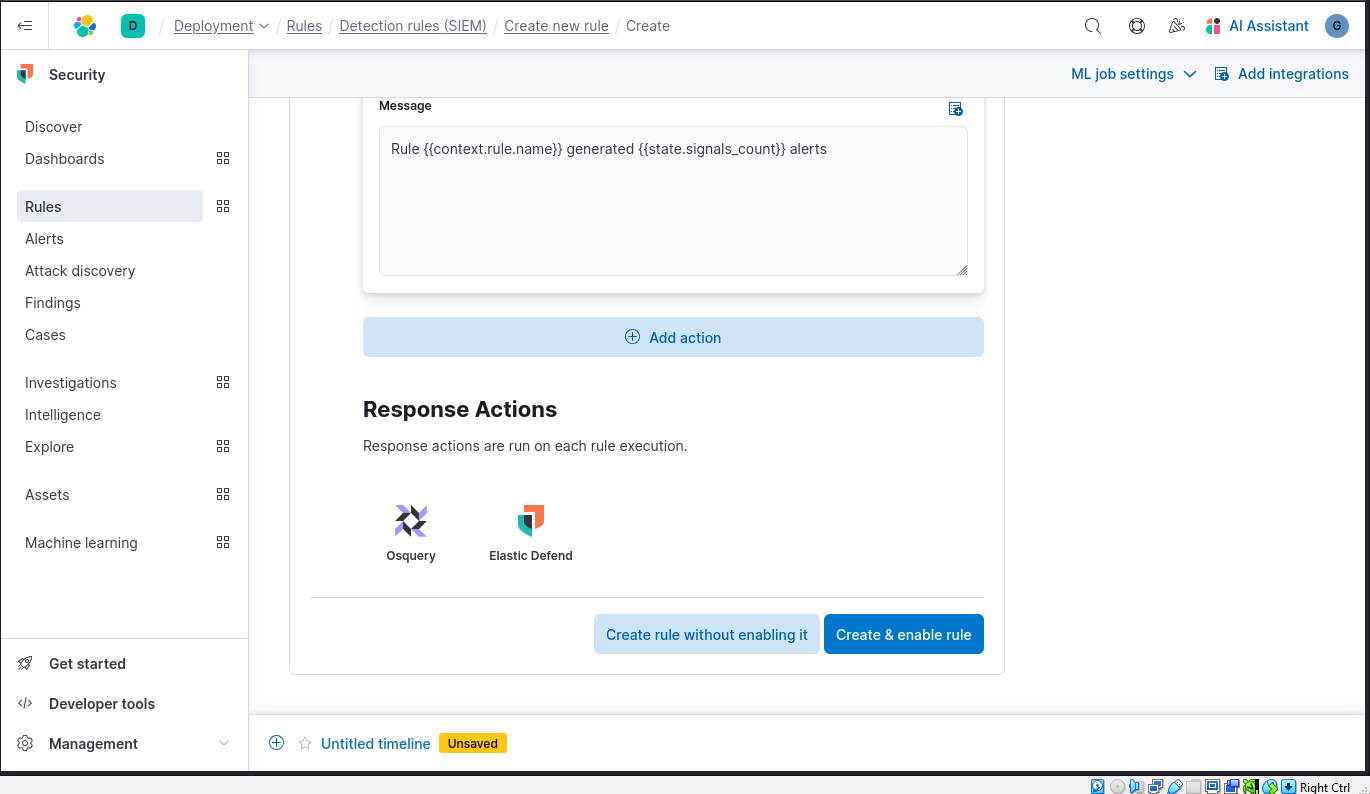 D / Deployment / Rules / Detection rules (SIEM) / Create new rule / Create AI Assistant G
Security
ML job settings Add integrations
Discover
Dashboards
Rules
Alerts
Attack discovery
Findings
Cases
Investigations
Intelligence
Explore
Assets
Machine learning
Get started
Developer tools
Management
Message
Rule {{context.rule.name}} generated {{state.signals_count}} alerts
Add action
Response Actions
Response actions are run on each rule execution.
Osquery Elastic Defend
Create rule without enabling it Create & enable rule
Untitled timeline Unsaved
Right Ctrl